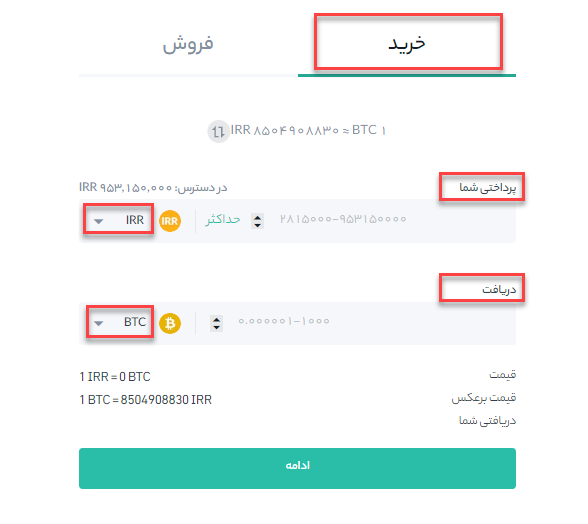 خرید
فروش
۱ BTC ≈ ۸۵۰۴۹۰۸۸۳۰ IRR
پرداختی شما
در دسترس: ۹۵۳,۱۵۰,۰۰۰ IRR
۲۸۱۵۰۰۰-۹۵۳۱۵۰۰۰۰ حداکثر IRR IRR
دریافت
۰.۰۰۰۰۰۱-۱۰۰۰ BTC
قیمت 1 IRR = 0 BTC
قیمت برعکس 1 BTC = 8504908830 IRR
دریافتی شما
ادامه